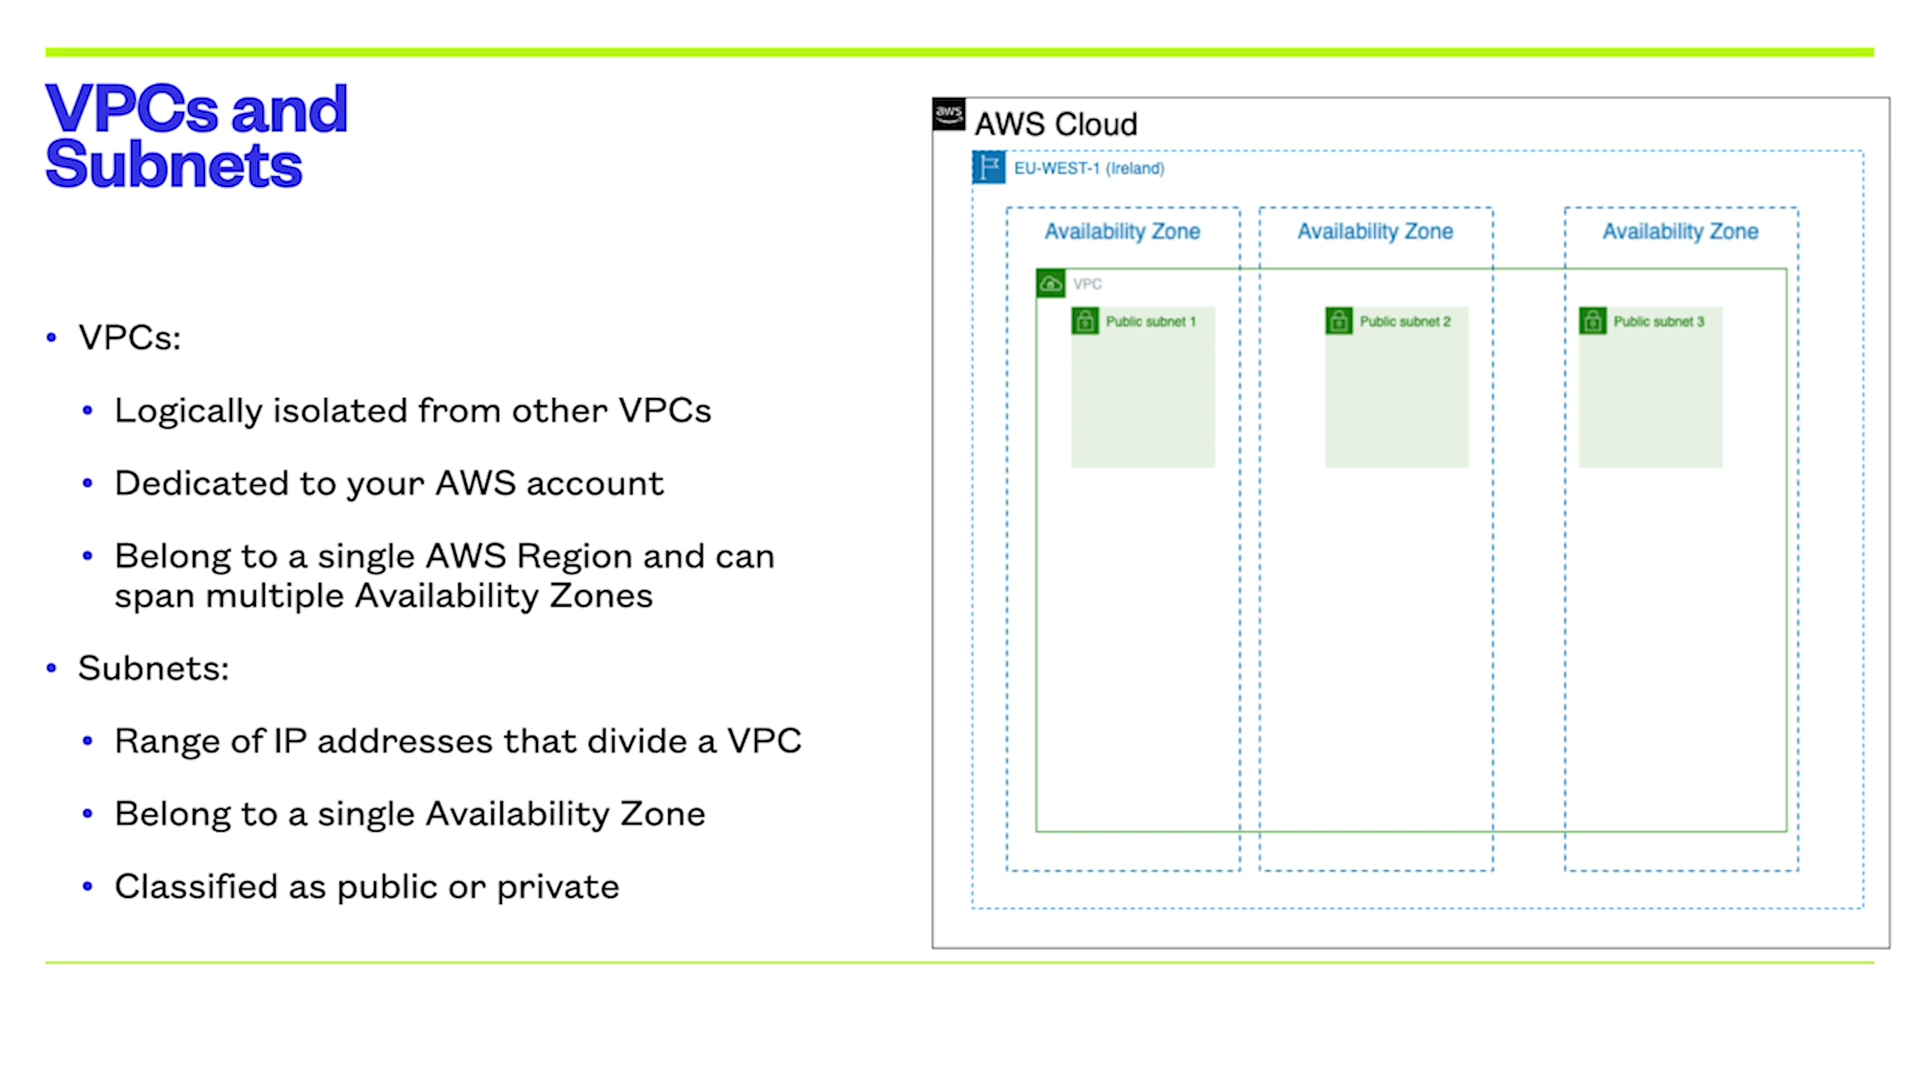 VPCs and
Subnets
• VPCs:
• Logically isolated from other VPCs
• Dedicated to your AWS account
• Belong to a single AWS Region and can
span multiple Availability Zones
• Subnets:
• Range of IP addresses that divide a VPC
• Belong to a single Availability Zone
• Classified as public or private
aws
AWS Cloud
EU-WEST-1 (Ireland)
Availability Zone
Availability Zone
Availability Zone
VPC
Public subnet 1
Public subnet 2
Public subnet 3